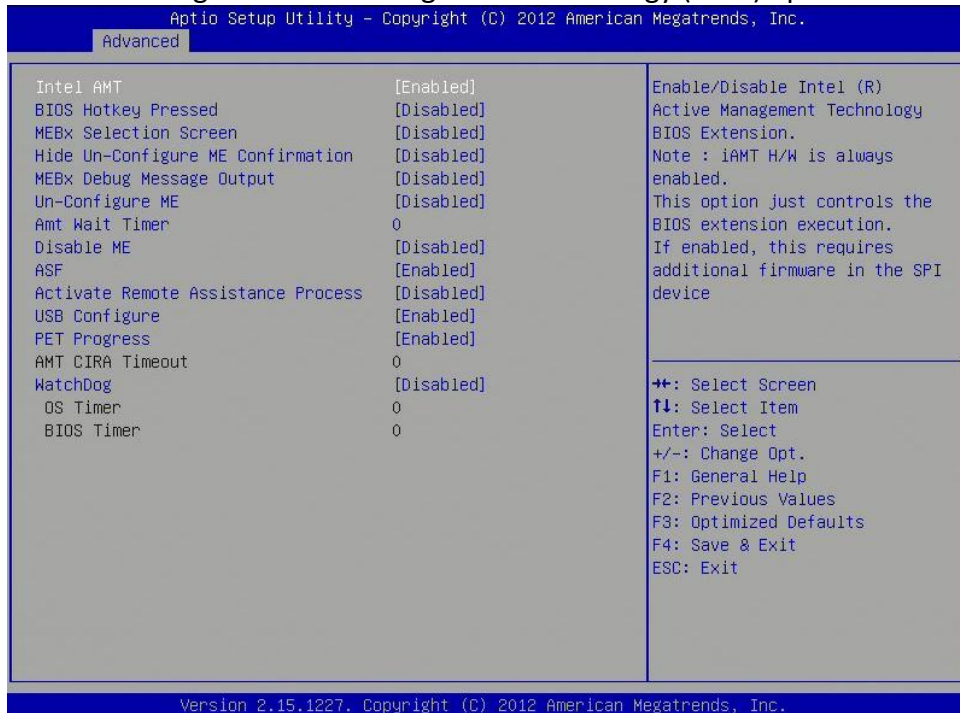 Aptio Setup Utility – Copyright (C) 2012 American Megatrends, Inc.
Advanced
Intel AMT [Enabled]
BIOS Hotkey Pressed [Disabled]
MEBx Selection Screen [Disabled]
Hide Un-Configure ME Confirmation [Disabled]
MEBx Debug Message Output [Disabled]
Un-Configure ME [Disabled]
Amt Wait Timer 0
Disable ME [Disabled]
ASF [Enabled]
Activate Remote Assistance Process [Disabled]
USB Configure [Enabled]
PET Progress [Enabled]
AMT CIRA Timeout 0
WatchDog [Disabled]
OS Timer 0
BIOS Timer 0
Enable/Disable Intel (R)
Active Management Technology
BIOS Extension.
Note : iAMT H/W is always
enabled.
This option just controls the
BIOS extension execution.
If enabled, this requires
additional firmware in the SPI
device
→←: Select Screen
↑↓: Select Item
Enter: Select
+/-: Change Opt.
F1: General Help
F2: Previous Values
F3: Optimized Defaults
F4: Save & Exit
ESC: Exit
Version 2.15.1227. Copyright (C) 2012 American Megatrends, Inc.